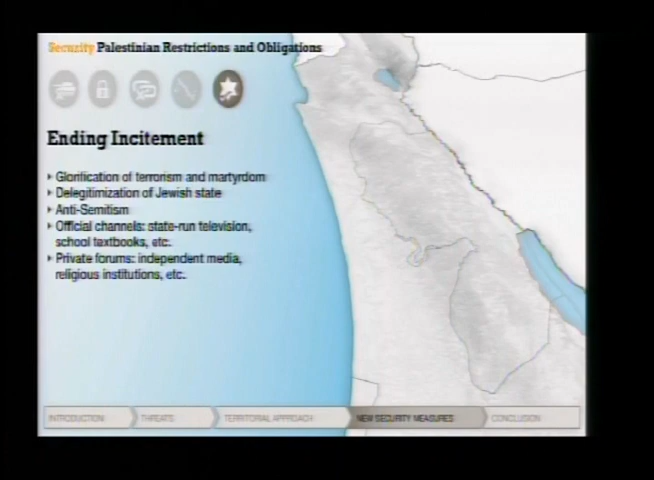 Security Palestinian Restrictions and Obligations
Ending Incitement
Glorification of terrorism and martyrdom
Delegitimization of Jewish state
Anti-Semitism
Official channels: state-run television,
school textbooks, etc.
Private forums: independent media,
religious institutions, etc.
INTRODUCTION THREATS TERRITORIAL APPROACH NEW SECURITY MEASURES CONCLUSION